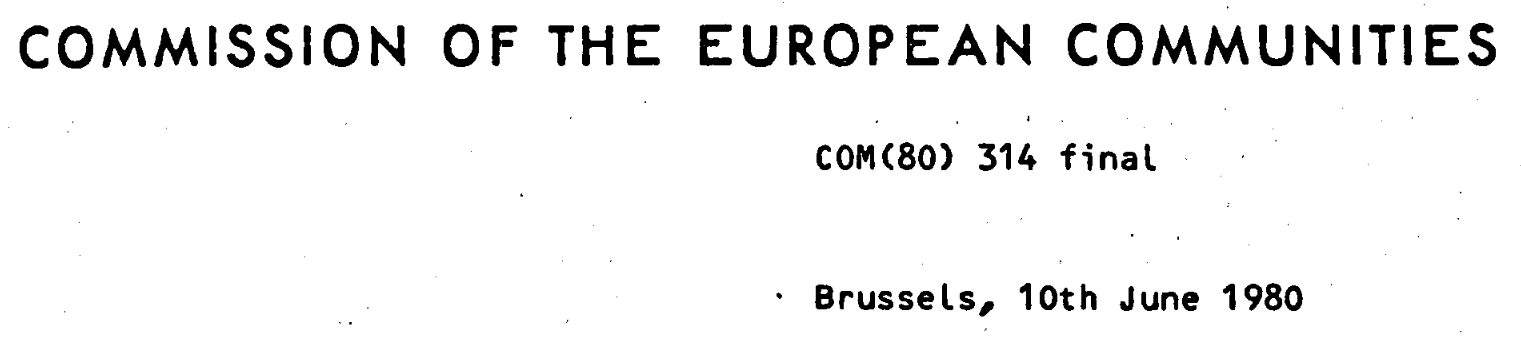 COMMISSION OF THE EUROPEAN COMMUNITIES
COM(80) 314 final
Brussels, 10th June 1980